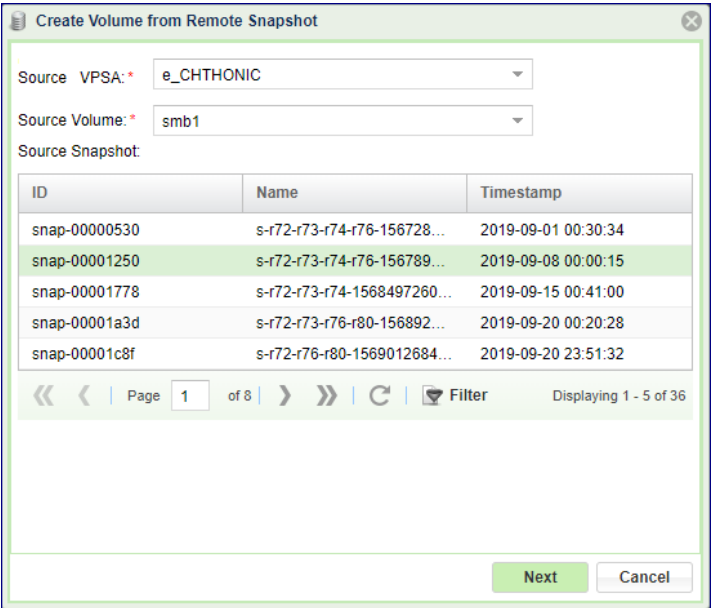 Create Volume from Remote Snapshot
Source VPSA:* e_CHTHONIC
Source Volume:* smb1
Source Snapshot:
ID Name Timestamp
snap-00000530 s-r72-r73-r74-r76-156728... 2019-09-01 00:30:34
snap-00001250 s-r72-r73-r74-r76-156789... 2019-09-08 00:00:15
snap-00001778 s-r72-r73-r74-1568497260... 2019-09-15 00:41:00
snap-00001a3d s-r72-r73-r76-r80-156892... 2019-09-20 00:20:28
snap-00001c8f s-r72-r76-r80-1569012684... 2019-09-20 23:51:32
Page 1 of 8 Filter Displaying 1 - 5 of 36
Next Cancel